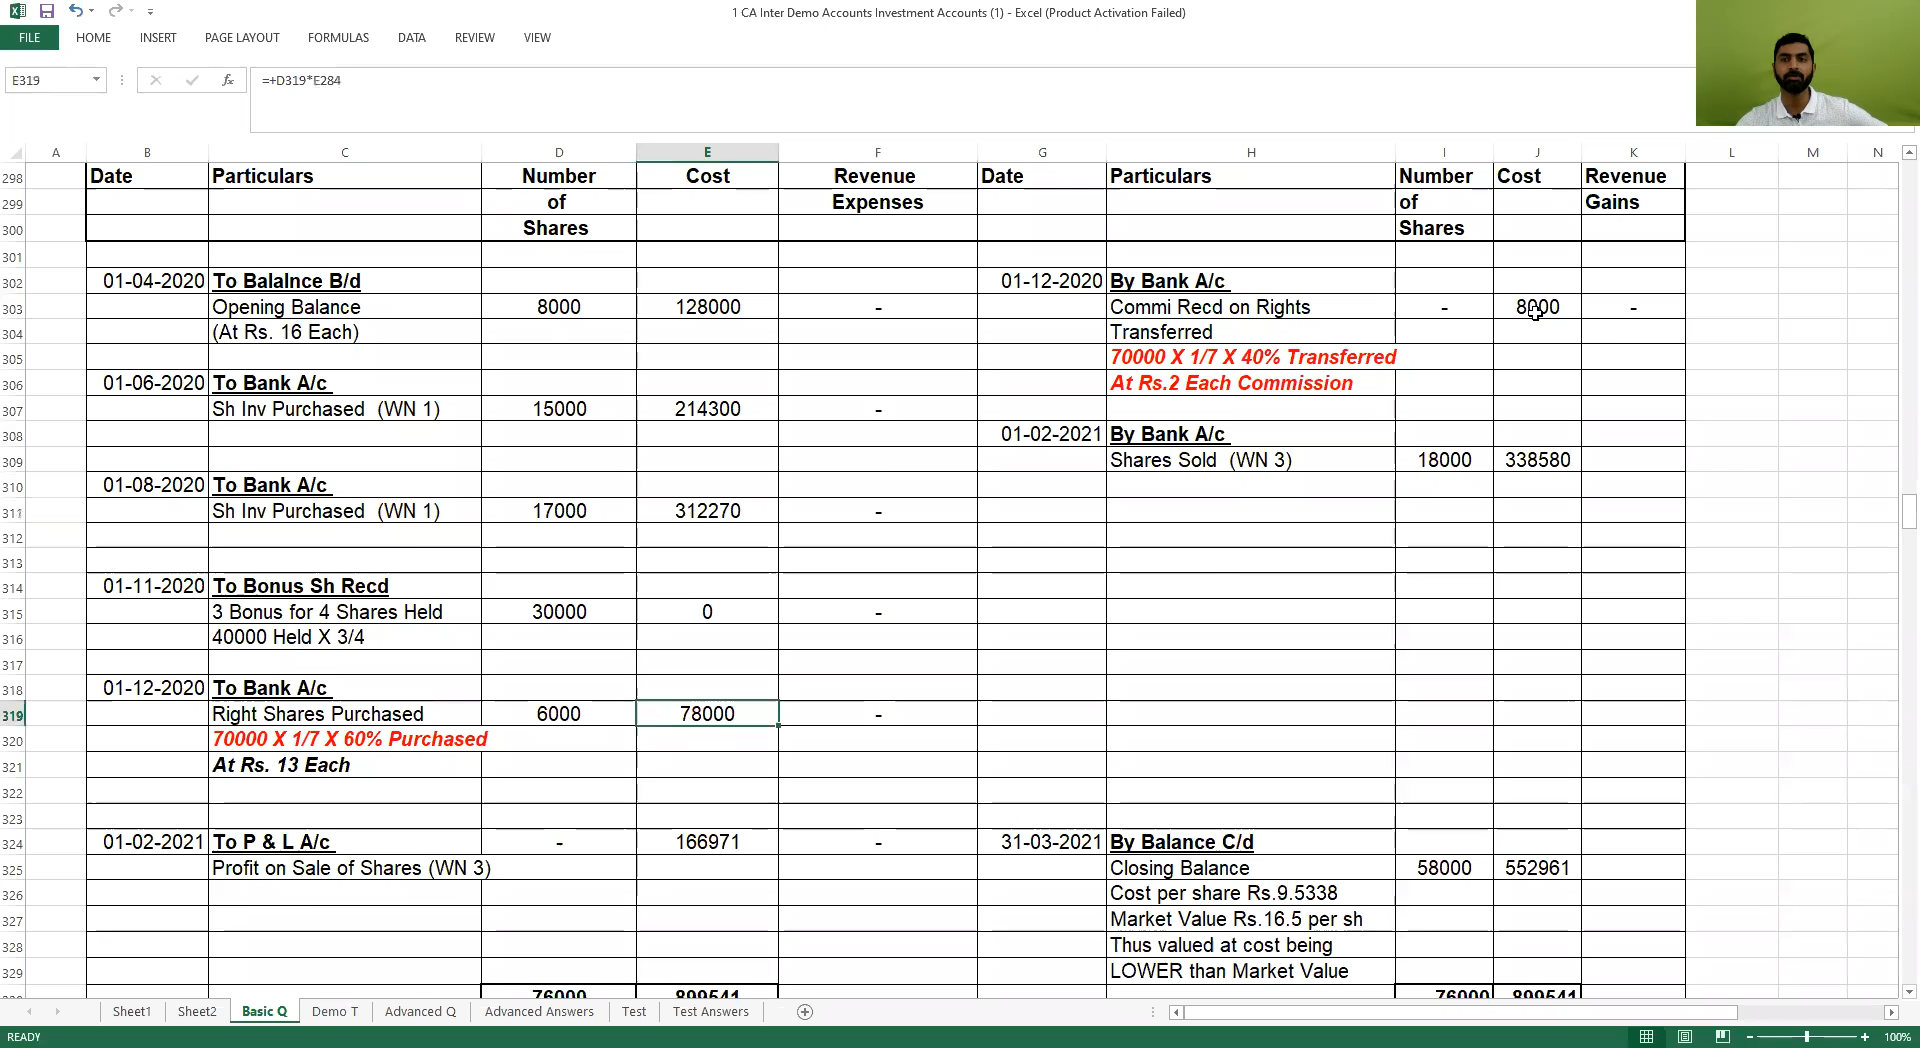 1 CA Inter Demo Accounts Investment Accounts (1) - Excel (Product Activation Failed)
FILE HOME INSERT PAGE LAYOUT FORMULAS DATA REVIEW VIEW
E319 fx =+D319*E284
A B C D E F G H I J K L M N
298 Date Particulars Number Cost Revenue Date Particulars Number Cost Revenue
299 of Expenses of Gains
300 Shares Shares
301
302 01-04-2020 To Balalnce B/d 01-12-2020 By Bank A/c
303 Opening Balance 8000 128000 - Commi Recd on Rights - 8000 -
304 (At Rs. 16 Each) Transferred
305 70000 X 1/7 X 40% Transferred
306 01-06-2020 To Bank A/c At Rs.2 Each Commission
307 Sh Inv Purchased (WN 1) 15000 214300 -
308 01-02-2021 By Bank A/c
309 Shares Sold (WN 3) 18000 338580
310 01-08-2020 To Bank A/c
311 Sh Inv Purchased (WN 1) 17000 312270 -
312
313
314 01-11-2020 To Bonus Sh Recd
315 3 Bonus for 4 Shares Held 30000 0 -
316 40000 Held X 3/4
317
318 01-12-2020 To Bank A/c
319 Right Shares Purchased 6000 78000 -
320 70000 X 1/7 X 60% Purchased
321 At Rs. 13 Each
322
323
324 01-02-2021 To P & L A/c - 166971 - 31-03-2021 By Balance C/d
325 Profit on Sale of Shares (WN 3) Closing Balance 58000 552961
326 Cost per share Rs.9.5338
327 Market Value Rs.16.5 per sh
328 Thus valued at cost being
329 LOWER than Market Value
76000 899541 76000 899541
Sheet1 Sheet2 Basic Q Demo T Advanced Q Advanced Answers Test Test Answers
READY 100%